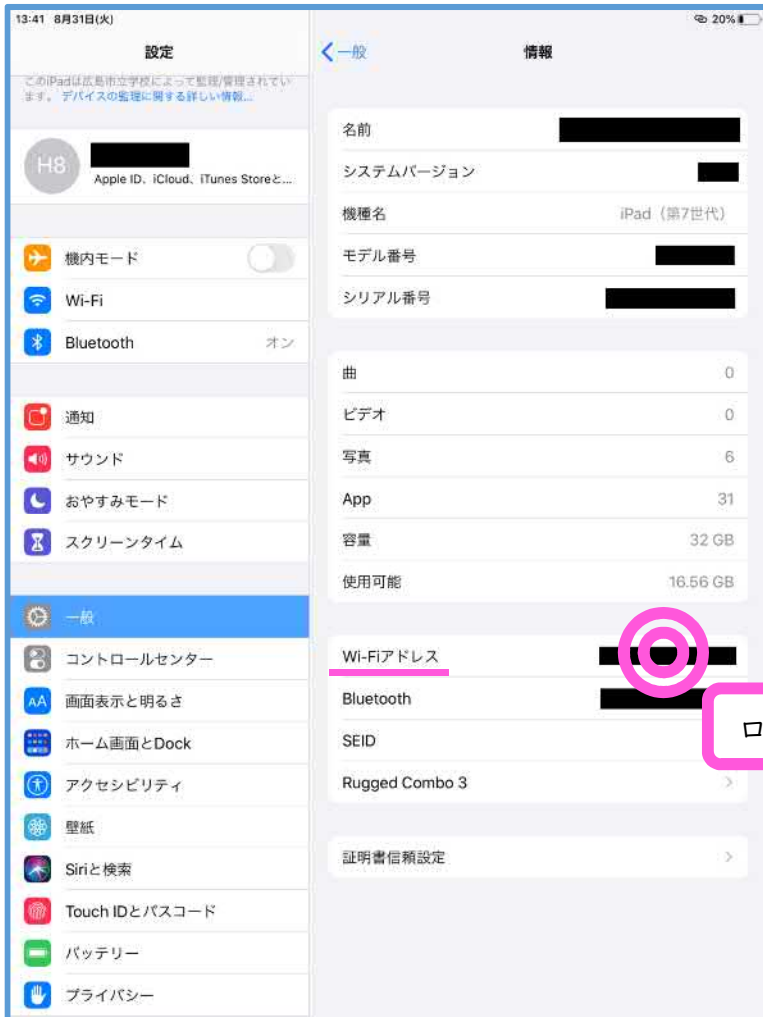 13:41 8月31日(火)
20%
設定
このiPadは広島市立学校によって監理/管理されてい
ます。デバイスの監理に関する詳しい情報...
H8
Apple ID、iCloud、iTunes Storeと...
機内モード
Wi-Fi
Bluetooth オン
通知
サウンド
おやすみモード
スクリーンタイム
一般
コントロールセンター
AA 画面表示と明るさ
ホーム画面とDock
アクセシビリティ
壁紙
Siriと検索
Touch IDとパスコード
バッテリー
プライバシー
一般
情報
名前
システムバージョン
機種名 iPad（第7世代）
モデル番号
シリアル番号
曲 0
ビデオ 0
写真 6
App 31
容量 32 GB
使用可能 16.56 GB
Wi-Fiアドレス
Bluetooth
SEID
Rugged Combo 3
証明書信頼設定